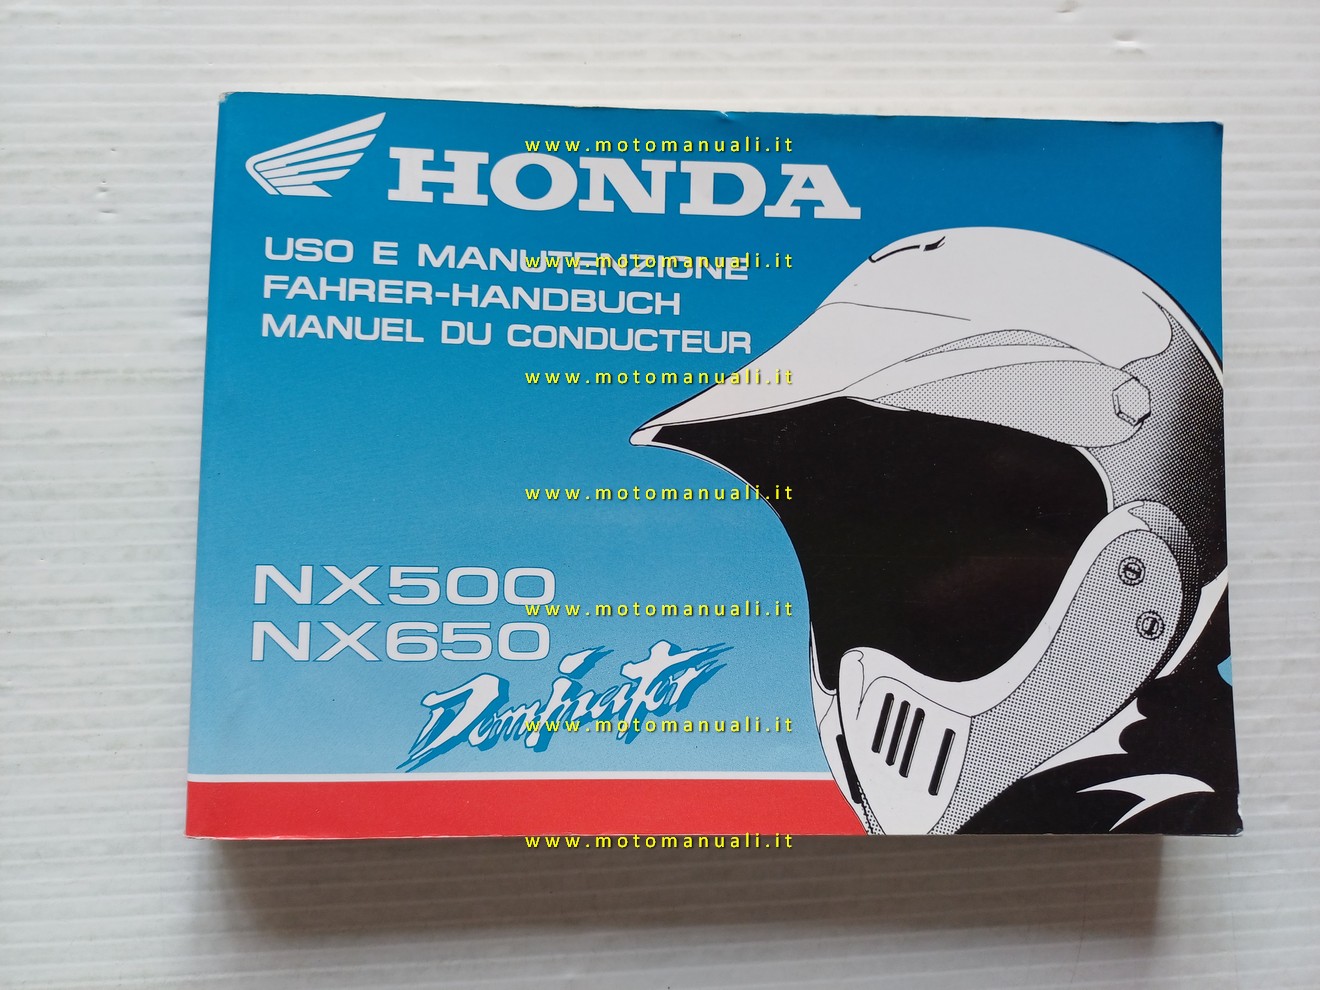 www.motomanuali.it
HONDA
USO E MANUTENZIONE
www.motomanuali.it
FAHRER-HANDBUCH
MANUEL DU CONDUCTEUR
www.motomanuali.it
www.motomanuali.it
NX500
www.motomanuali.it
NX650
Dominator
www.motomanuali.it
www.motomanuali.it